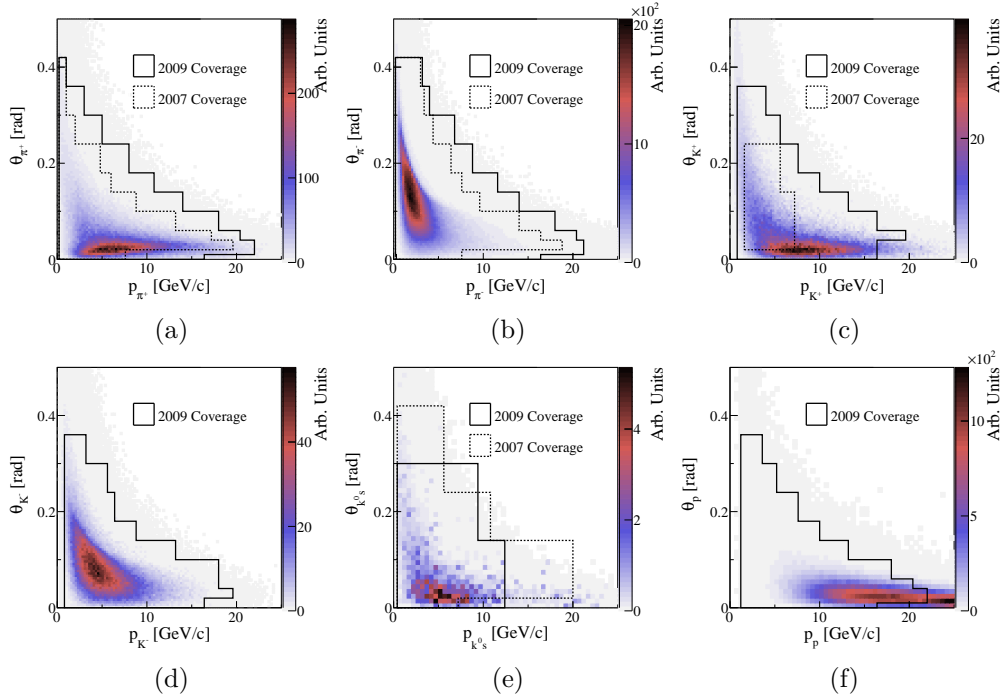 Arb. Units
θπ+ [rad]
0.4
0.2
0
2009 Coverage
2007 Coverage
200
100
0
0 10 20
pπ+ [GeV/c]
(a)
20 ×10²
Arb. Units
θπ- [rad]
0.4
0.2
0
2009 Coverage
2007 Coverage
10
0
0 10 20
pπ- [GeV/c]
(b)
Arb. Units
θK+ [rad]
0.4
0.2
0
2009 Coverage
2007 Coverage
20
0
0 10 20
pK+ [GeV/c]
(c)
Arb. Units
θK- [rad]
0.4
0.2
0
2009 Coverage
40
20
0
0 10 20
pK- [GeV/c]
(d)
Arb. Units
θk⁰s [rad]
0.4
0.2
0
2009 Coverage
2007 Coverage
4
2
0
0 10 20
pk⁰s [GeV/c]
(e)
×10²
Arb. Units
θp [rad]
0.4
0.2
0
2009 Coverage
10
5
0
0 10 20
pp [GeV/c]
(f)